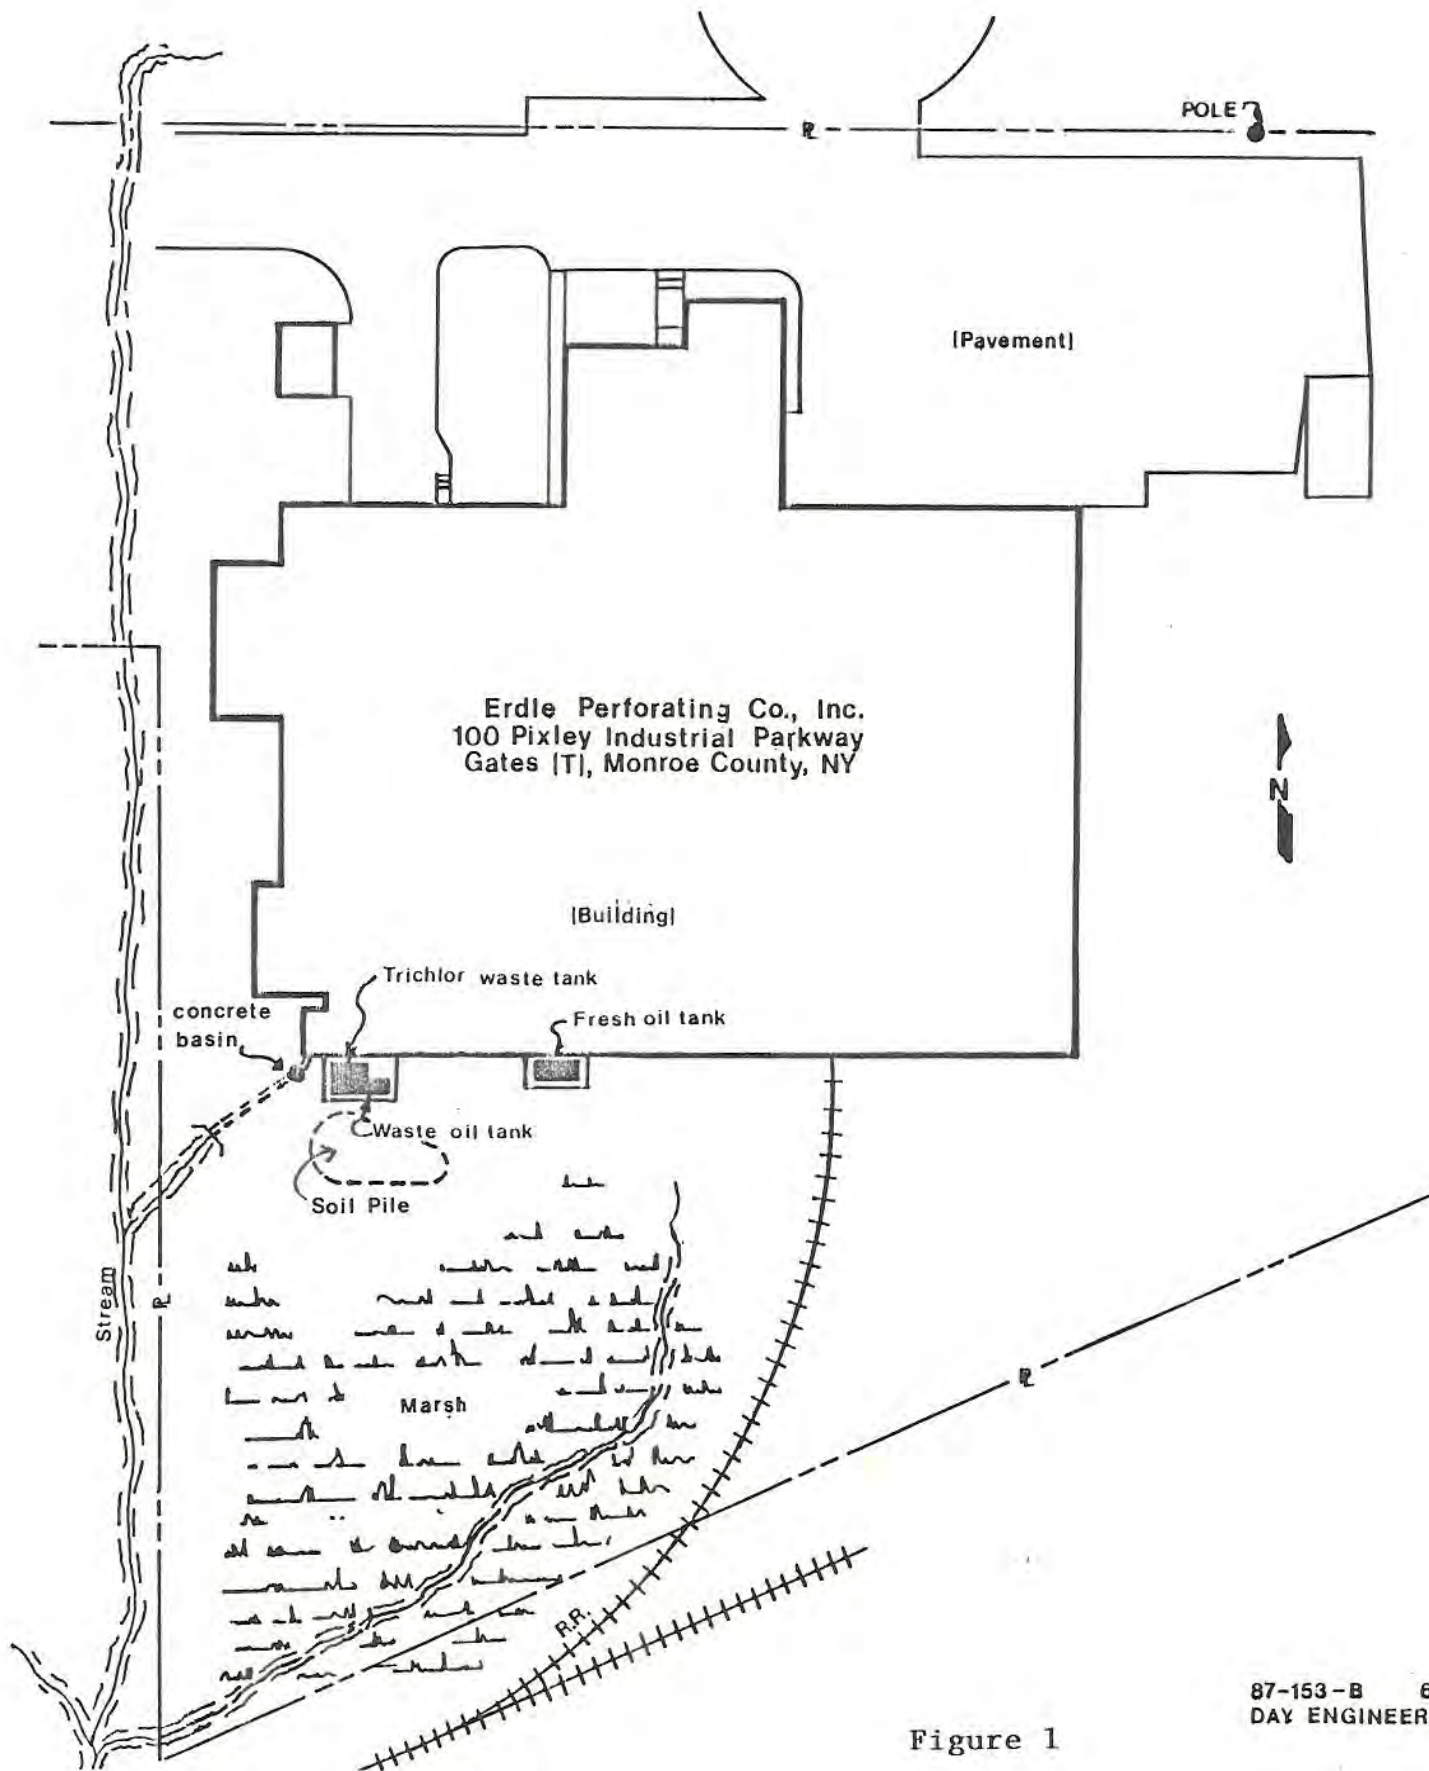 POLE
[Pavement]
Erdle Perforating Co., Inc.
100 Pixley Industrial Parkway
Gates [T], Monroe County, NY
N
[Building]
Trichlor waste tank
concrete
basin
Fresh oil tank
Waste oil tank
Soil Pile
Stream
Marsh
R.R.
87-153-B 6
DAY ENGINEER
Figure 1